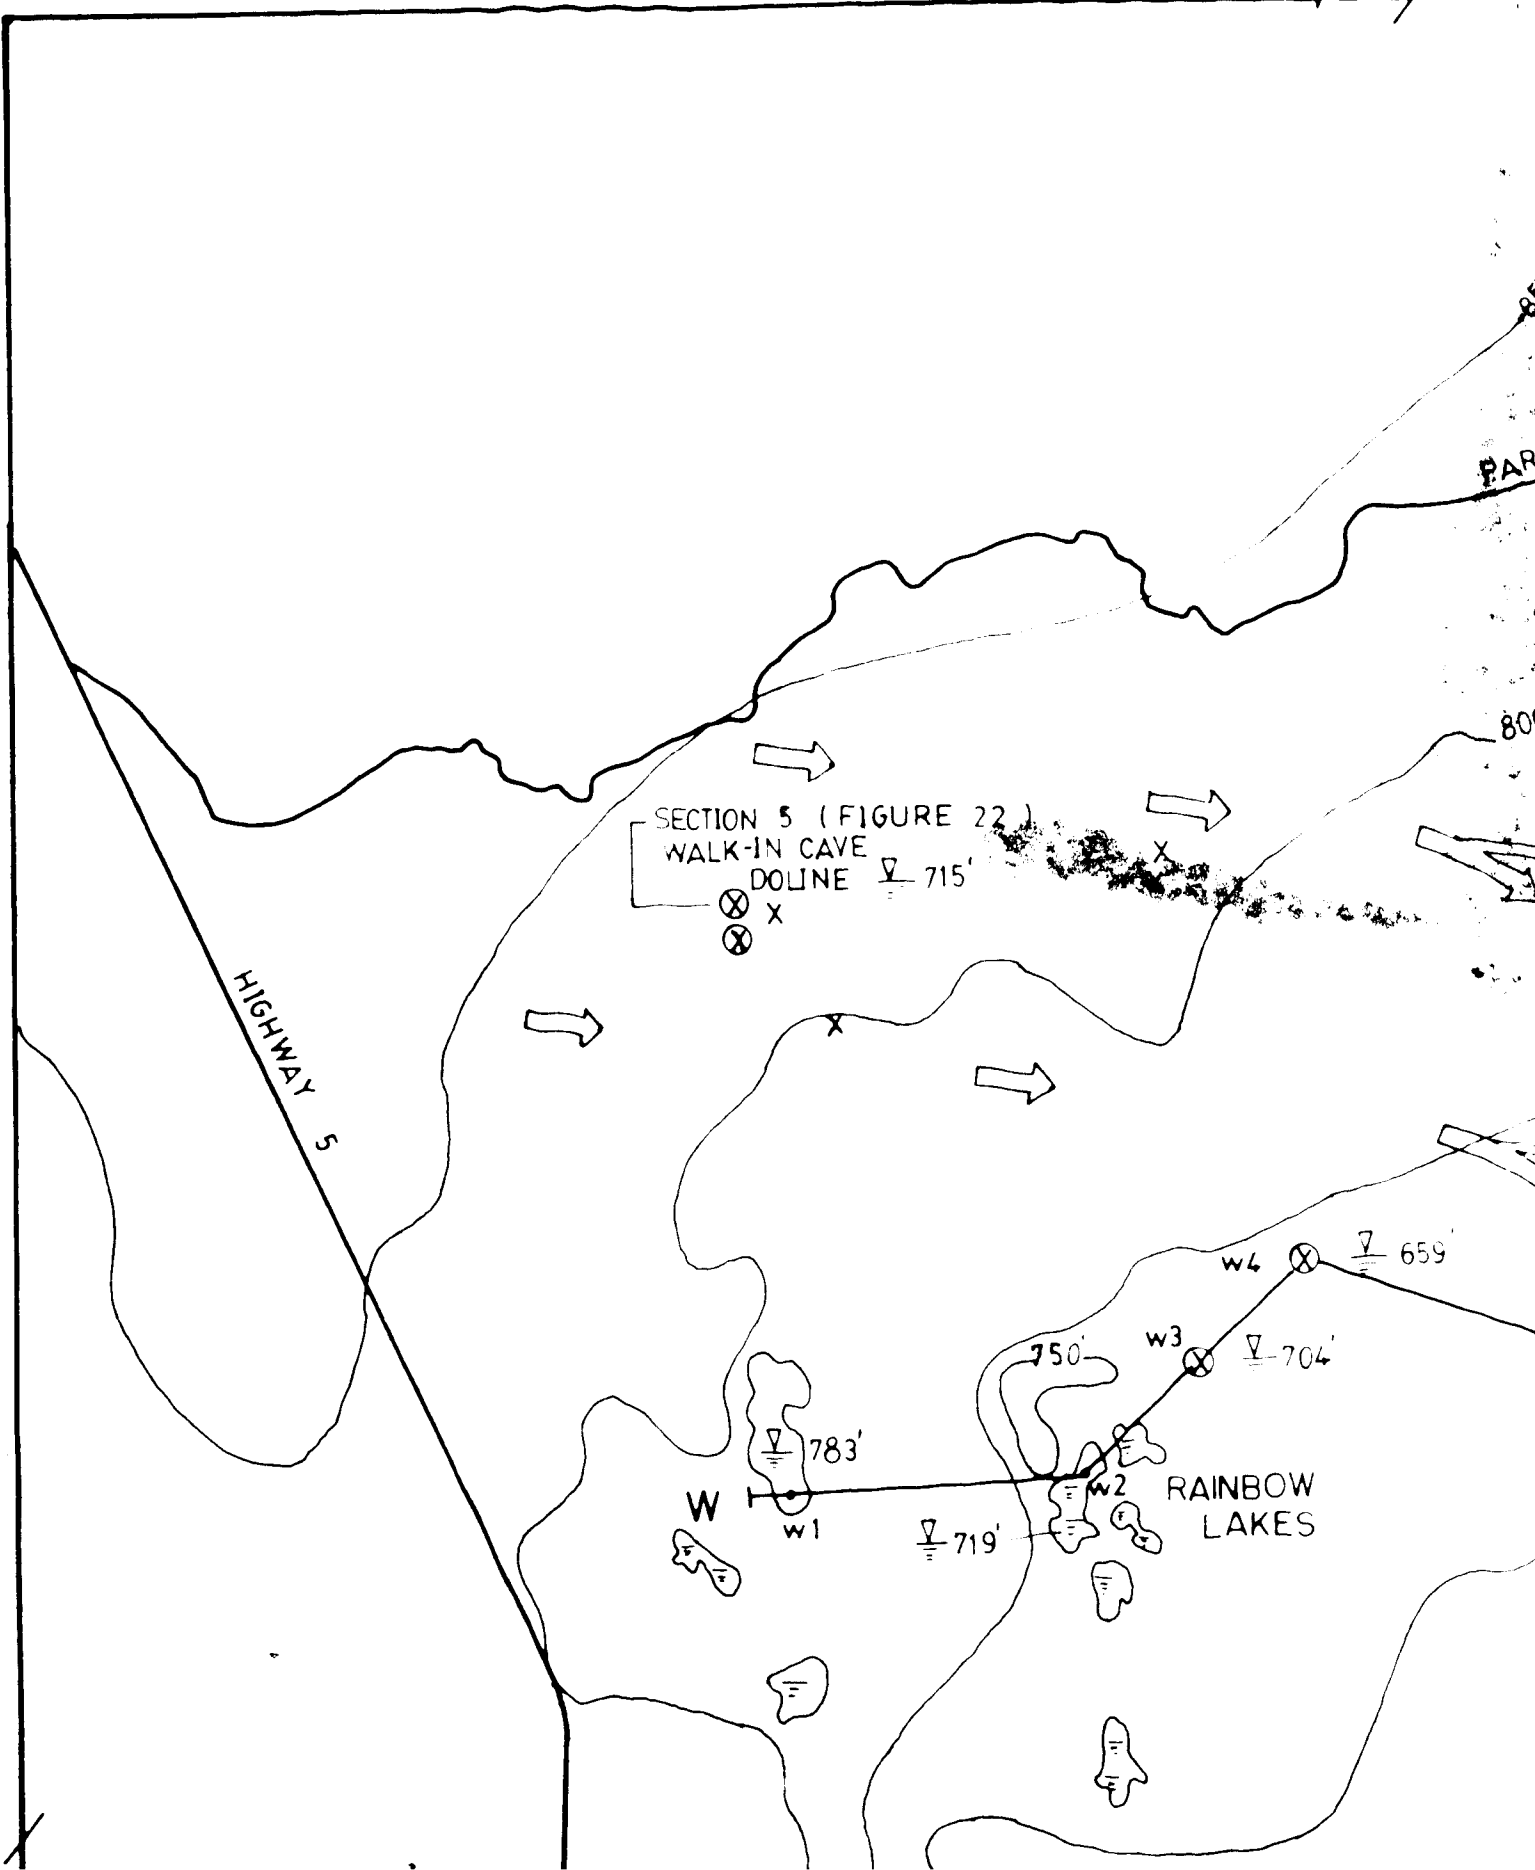 PAR
800
SECTION 5 (FIGURE 22)
WALK-IN CAVE
DOLINE 715'
X
X
X
X
X
HIGHWAY 5
w4 X 659'
w3 X 704'
750'
783'
W
w1
w2
RAINBOW
LAKES
719'